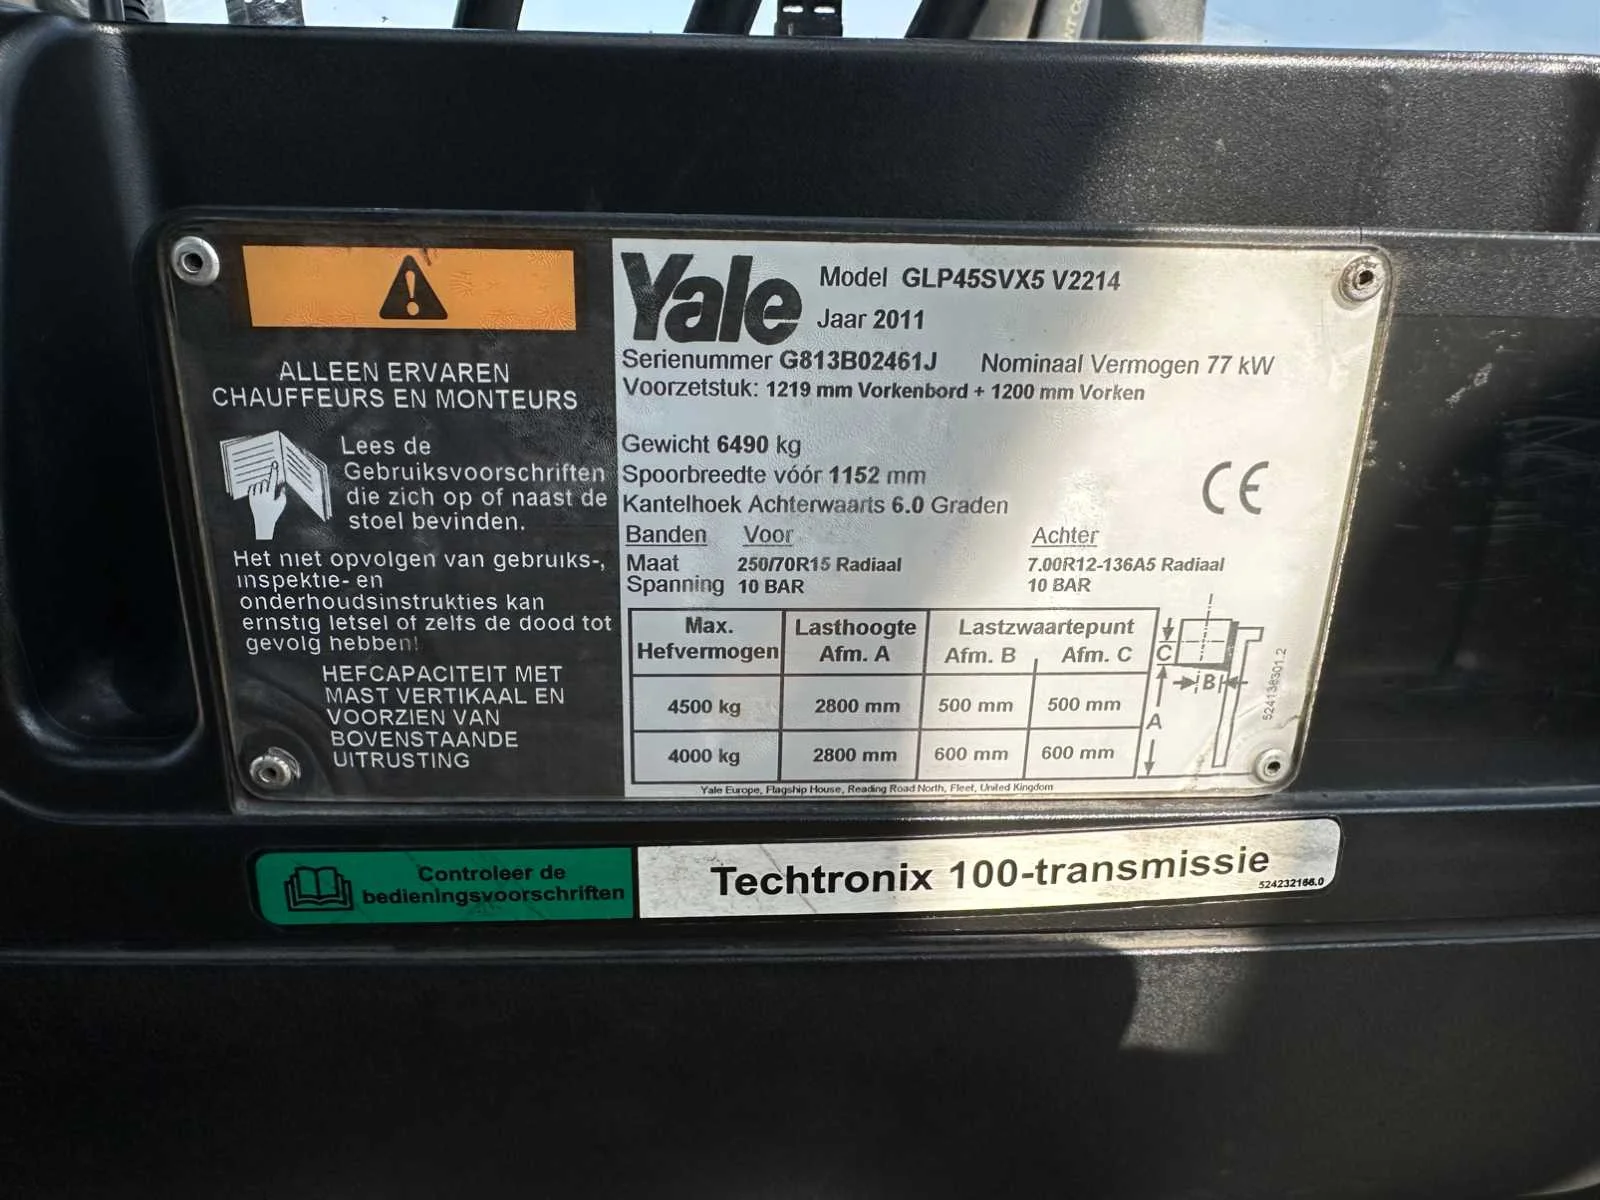 ALLEEN ERVAREN
CHAUFFEURS EN MONTEURS
Lees de
Gebruiksvoorschriften
die zich op of naast de
stoel bevinden.
Het niet opvolgen van gebruiks-,
inspektie- en
onderhoudsinstrukties kan
ernstig letsel of zelfs de dood tot
gevolg hebben!
HEFCAPACITEIT MET
MAST VERTIKAAL EN
VOORZIEN VAN
BOVENSTAANDE
UITRUSTING
Yale
Model GLP45SVX5 V2214
Jaar 2011
Serienummer G813B02461J Nominaal Vermogen 77 kW
Voorzetstuk: 1219 mm Vorkenbord + 1200 mm Vorken
Gewicht 6490 kg
Spoorbreedte vóór 1152 mm
Kantelhoek Achterwaarts 6.0 Graden
CE
Banden Voor Achter
Maat 250/70R15 Radiaal 7.00R12-136A5 Radiaal
Spanning 10 BAR 10 BAR
Max. Lasthoogte Lastzwaartepunt
Hefvermogen Afm. A Afm. B Afm. C
4500 kg 2800 mm 500 mm 500 mm
4000 kg 2800 mm 600 mm 600 mm
C
B
A
524138301.2
Yale Europe, Flagship House, Reading Road North, Fleet, United Kingdom
Controleer de
bedieningsvoorschriften
Techtronix 100-transmissie